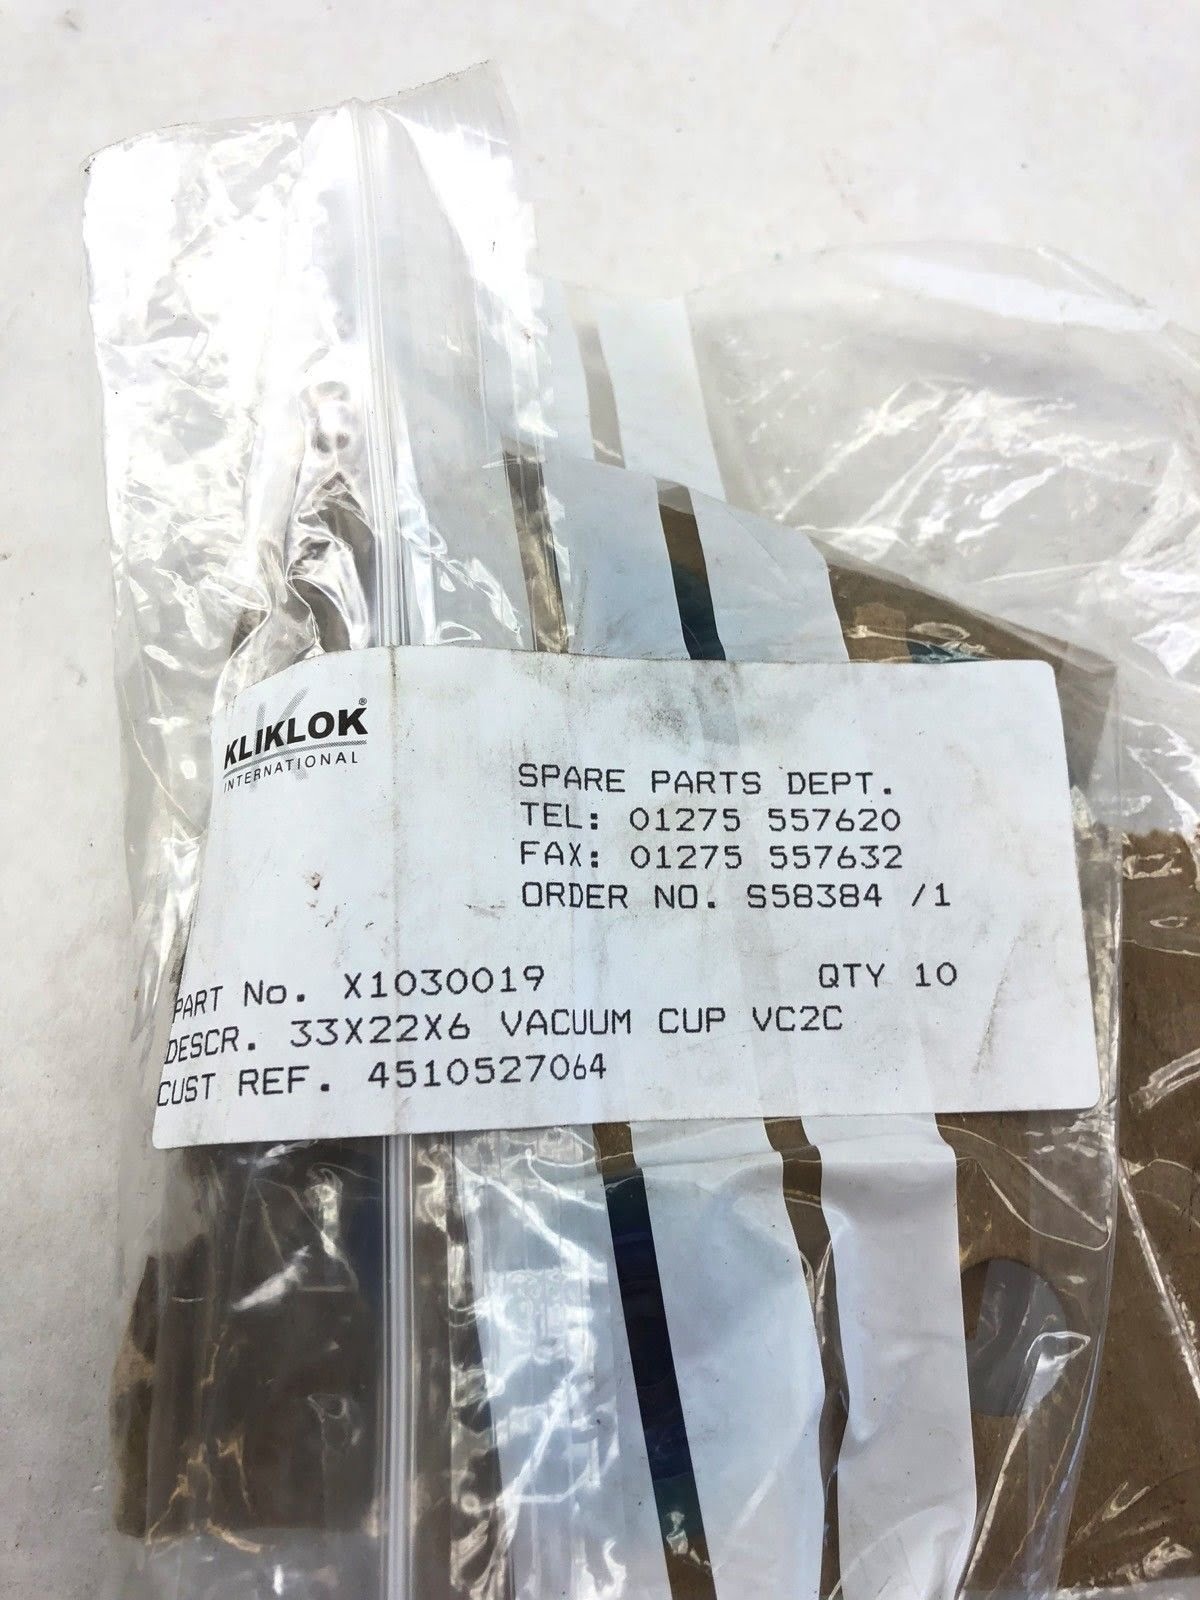 KLIKLOK®
INTERNATIONAL
SPARE PARTS DEPT.
TEL: 01275 557620
FAX: 01275 557632
ORDER NO. S58384 /1
PART No. X1030019 QTY 10
DESCR. 33X22X6 VACUUM CUP VC2C
CUST REF. 4510527064